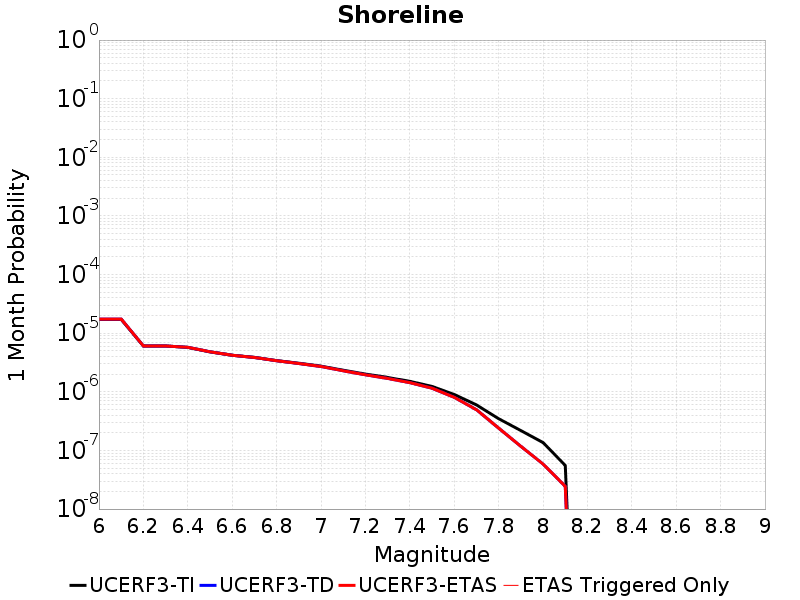 Shoreline
10^0
10^-1
10^-2
10^-3
10^-4
10^-5
10^-6
10^-7
10^-8
1 Month Probability
6 6.2 6.4 6.6 6.8 7 7.2 7.4 7.6 7.8 8 8.2 8.4 8.6 8.8 9
Magnitude
UCERF3-TI UCERF3-TD UCERF3-ETAS ETAS Triggered Only